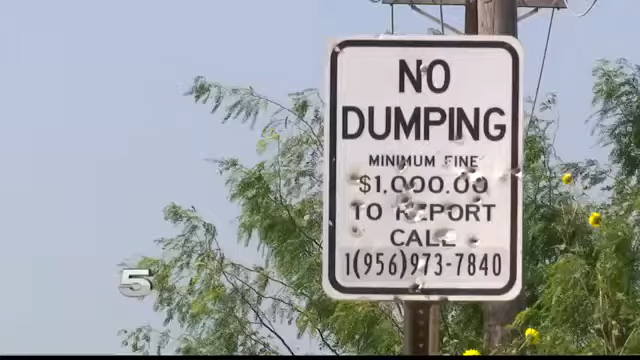 NO
DUMPING
MINIMUM FINE
$1,000.00
TO REPORT
CALL
1(956)973-7840
5